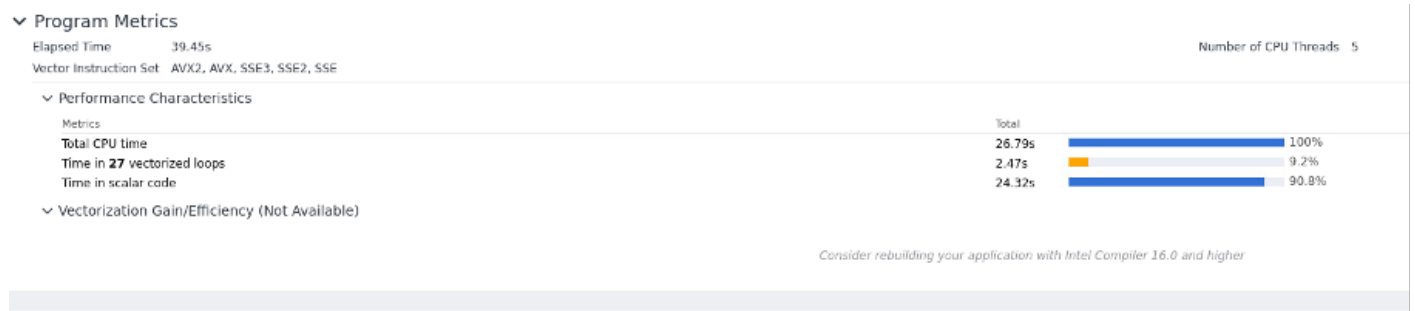 Program Metrics
Elapsed Time 39.45s Number of CPU Threads 5
Vector Instruction Set AVX2, AVX, SSE3, SSE2, SSE
Performance Characteristics
Metrics Total
Total CPU time 26.79s 100%
Time in 27 vectorized loops 2.47s 9.2%
Time in scalar code 24.32s 90.8%
Vectorization Gain/Efficiency (Not Available)
Consider rebuilding your application with Intel Compiler 16.0 and higher